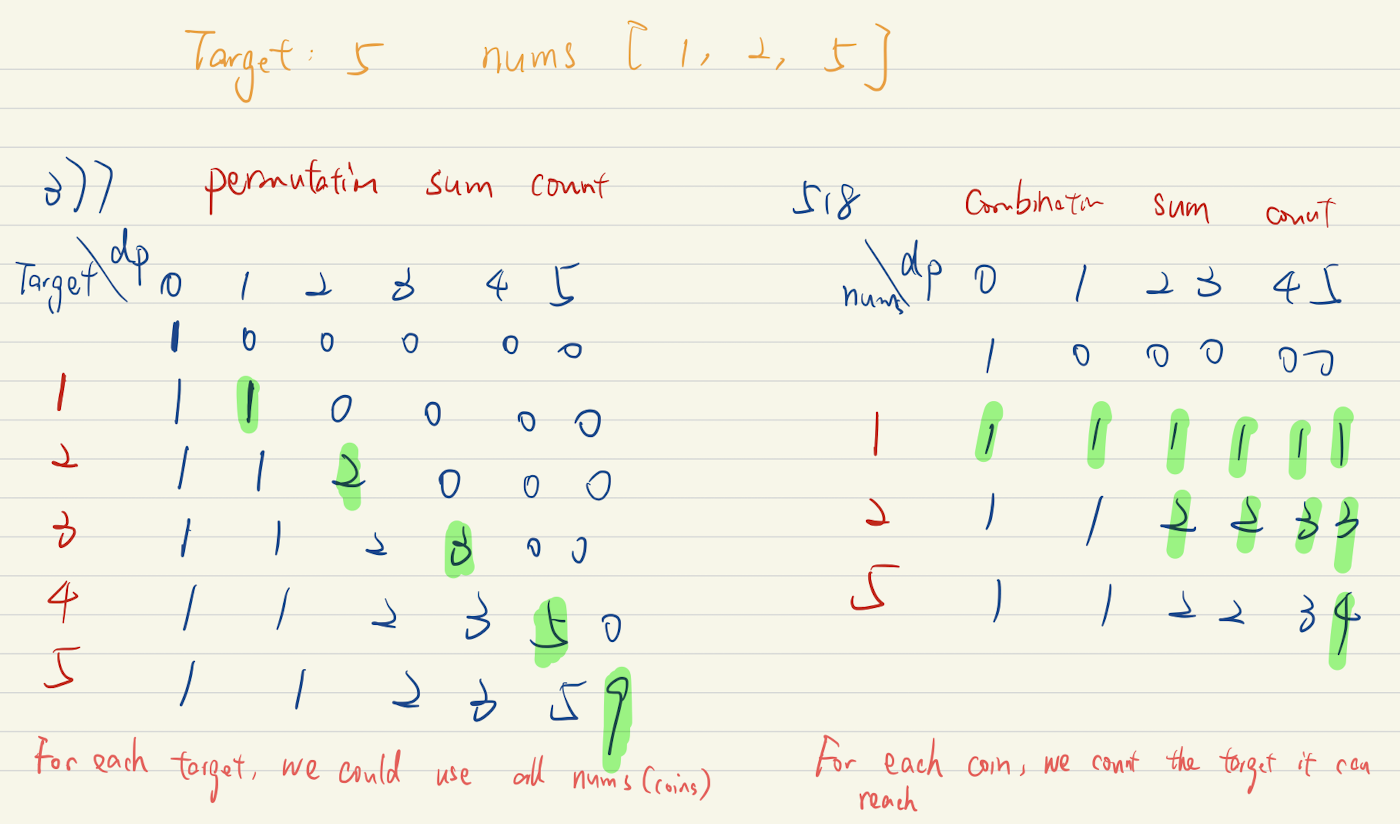 Target: 5 nums [1, 2, 5]
377 permutation sum count
Target \ dp 0 1 2 3 4 5
1 0 0 0 0 0
1 1 1 0 0 0 0
2 1 1 2 0 0 0
3 1 1 2 3 0 0
4 1 1 2 3 5 0
5 1 1 2 3 5 9
For each target, we could use all nums (coins)
518 Combination sum count
nums \ dp 0 1 2 3 4 5
1 0 0 0 0 0
1 1 1 1 1 1 1
2 1 1 2 2 3 3
5 1 1 2 2 3 4
For each coin, we count the target it can
reach